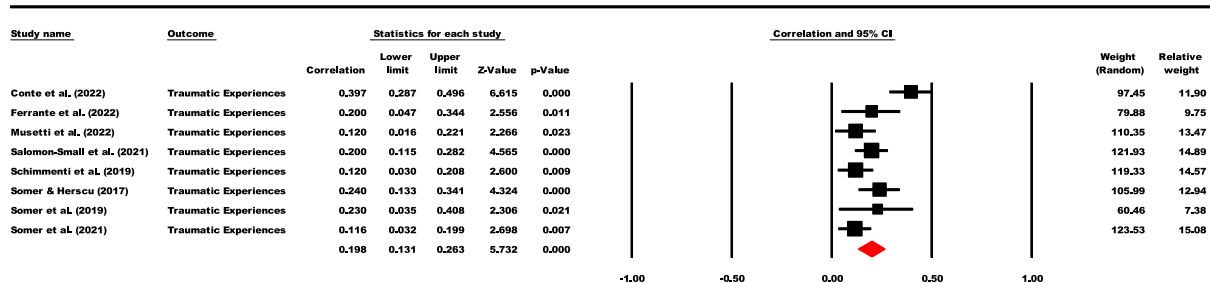 Study name Outcome Statistics for each study Correlation and 95% CI
Lower Upper Weight Relative
Correlation limit limit Z-Value p-Value (Random) weight
Conte et al. (2022) Traumatic Experiences 0.397 0.287 0.496 6.615 0.000 97.45 11.90
Ferrante et al. (2022) Traumatic Experiences 0.200 0.047 0.344 2.556 0.011 79.88 9.75
Musetti et al. (2022) Traumatic Experiences 0.120 0.016 0.221 2.266 0.023 110.35 13.47
Salomon-Small et al. (2021) Traumatic Experiences 0.200 0.115 0.282 4.565 0.000 121.93 14.89
Schimmenti et al. (2019) Traumatic Experiences 0.120 0.030 0.208 2.600 0.009 119.33 14.57
Somer & Herscu (2017) Traumatic Experiences 0.240 0.133 0.341 4.324 0.000 105.99 12.94
Somer et al. (2019) Traumatic Experiences 0.230 0.035 0.408 2.306 0.021 60.46 7.38
Somer et al. (2021) Traumatic Experiences 0.116 0.032 0.199 2.698 0.007 123.53 15.08
0.198 0.131 0.263 5.732 0.000
-1.00 -0.50 0.00 0.50 1.00